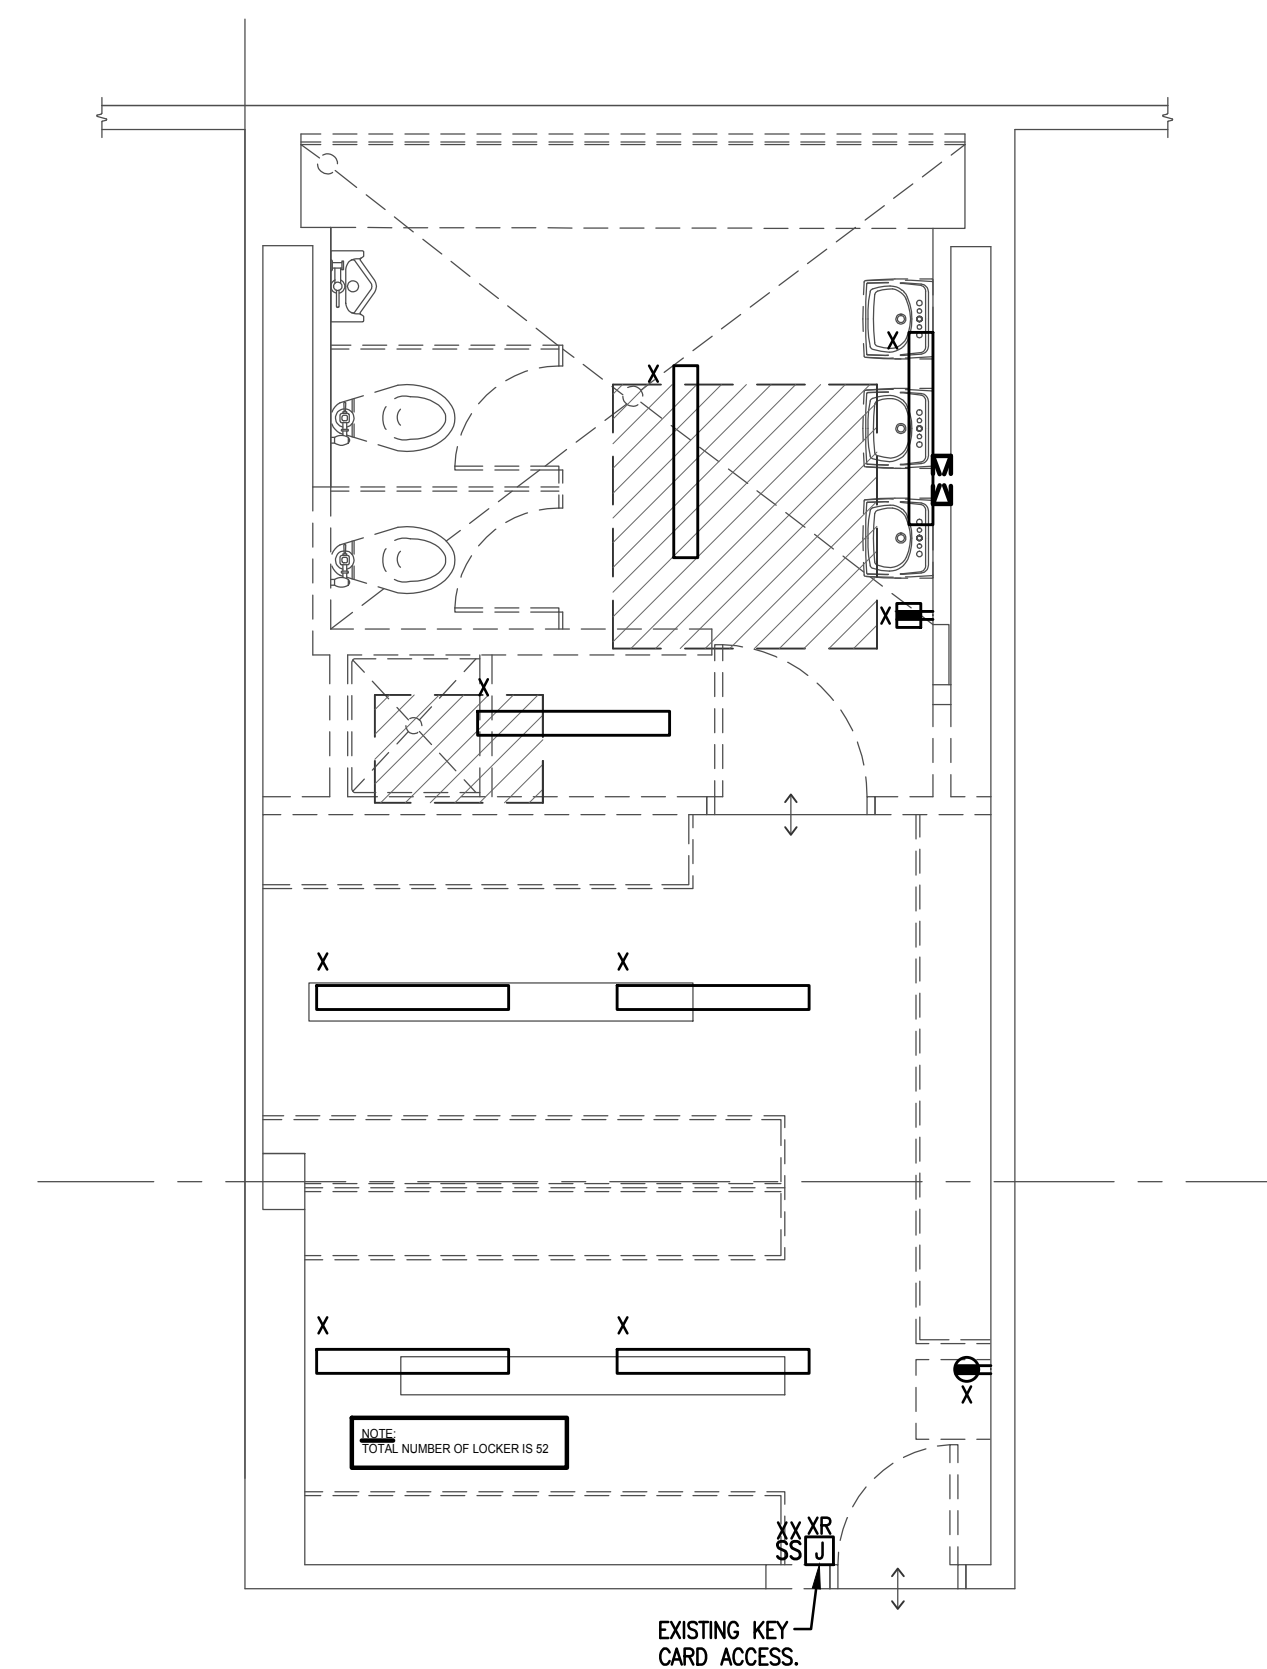 X
X
X
X
X X
X X
NOTE:
TOTAL NUMBER OF LOCKER IS 52
X
XX XR
SS J
EXISTING KEY
CARD ACCESS.